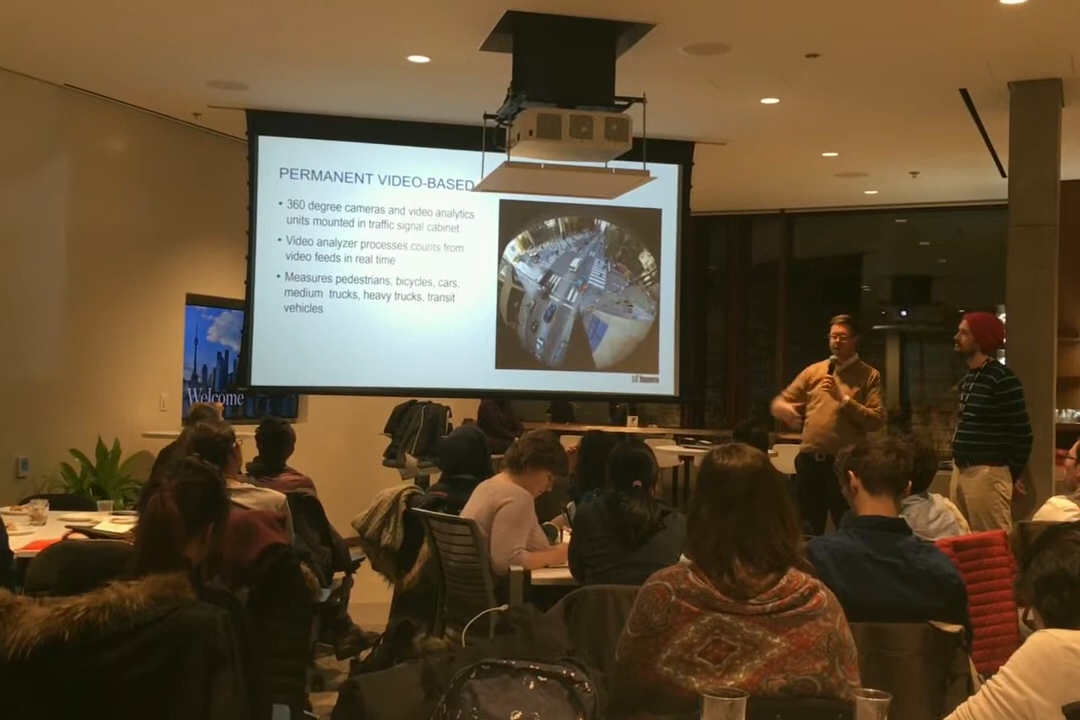 PERMANENT VIDEO-BASED
• 360 degree cameras and video analytics
units mounted in traffic signal cabinet
• Video analyzer processes counts from
video feeds in real time
• Measures pedestrians, bicycles, cars,
medium trucks, heavy trucks, transit
vehicles
Toronto
Welcome